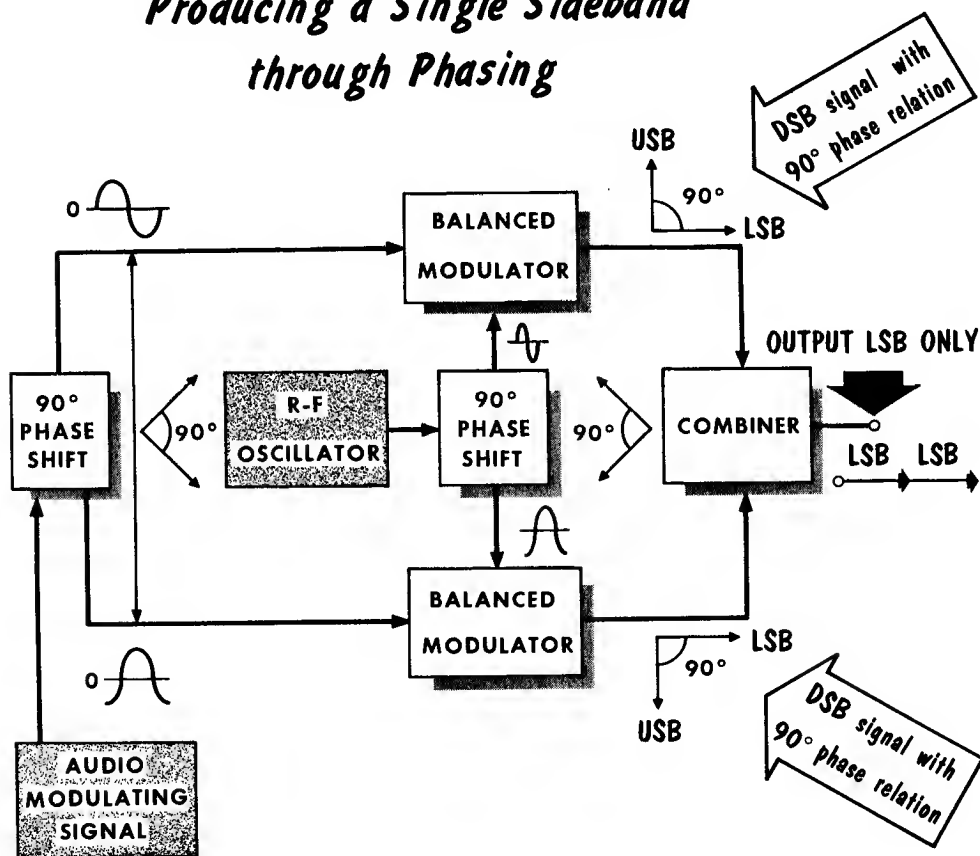 Producing a Single Sideband
through Phasing
DSB signal with
90° phase relation
USB
90°
LSB
0
BALANCED
MODULATOR
OUTPUT LSB ONLY
90°
PHASE
SHIFT
90°
R-F
OSCILLATOR
90°
PHASE
SHIFT
90°
COMBINER
LSB LSB
BALANCED
MODULATOR
LSB
90°
USB
0
DSB signal with
90° phase relation
AUDIO
MODULATING
SIGNAL